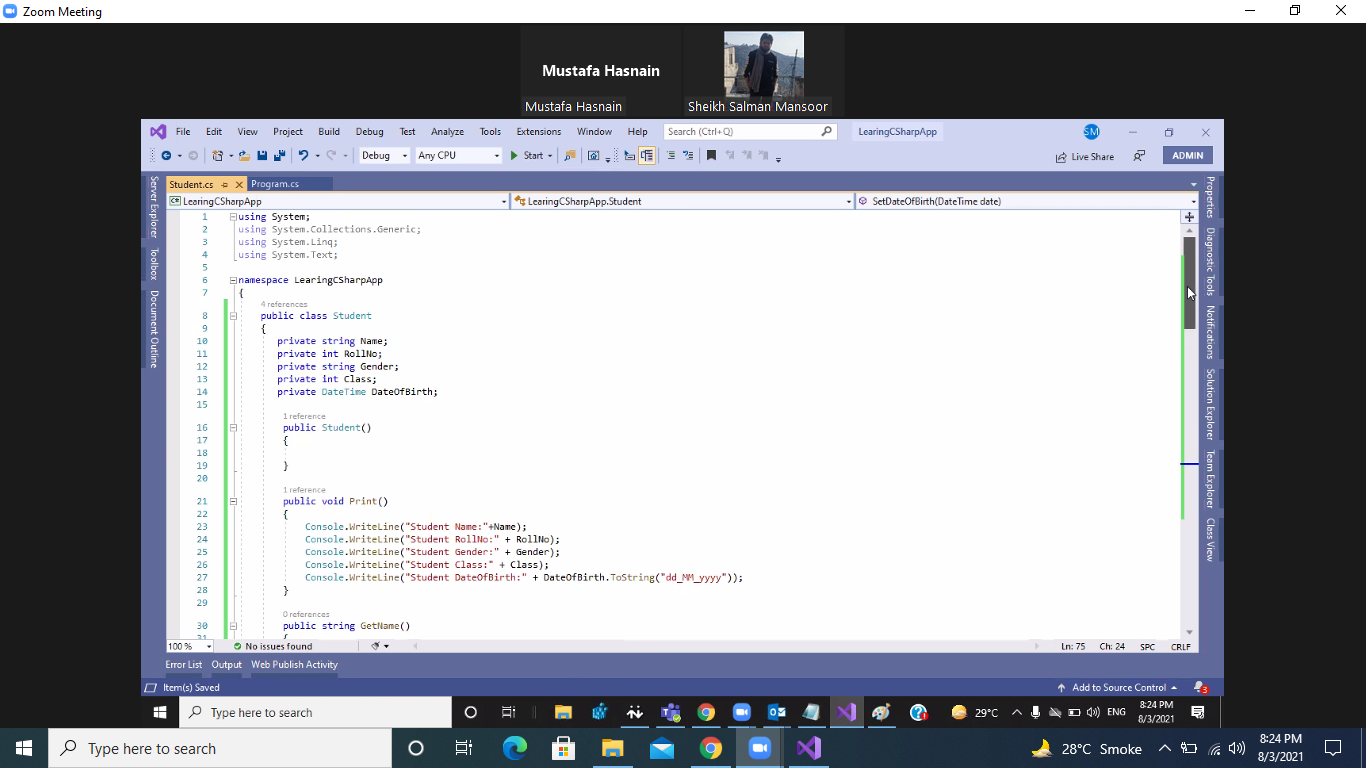 Zoom Meeting
Mustafa Hasnain
Mustafa Hasnain
Sheikh Salman Mansoor
File Edit View Project Build Debug Test Analyze Tools Extensions Window Help Search (Ctrl+Q) LearingCSharpApp SM
Debug Any CPU Start Live Share ADMIN
Server Explorer
Toolbox
Document Outline
Student.cs Program.cs
LearingCSharpApp LearingCSharpApp.Student SetDateOfBirth(DateTime date)
1 using System;
2 using System.Collections.Generic;
3 using System.Linq;
4 using System.Text;
5
6 namespace LearingCSharpApp
7 {
4 references
8 public class Student
9 {
10 private string Name;
11 private int RollNo;
12 private string Gender;
13 private int Class;
14 private DateTime DateOfBirth;
15
1 reference
16 public Student()
17 {
18
19 }
20
1 reference
21 public void Print()
22 {
23 Console.WriteLine("Student Name:"+Name);
24 Console.WriteLine("Student RollNo:" + RollNo);
25 Console.WriteLine("Student Gender:" + Gender);
26 Console.WriteLine("Student Class:" + Class);
27 Console.WriteLine("Student DateOfBirth:" + DateOfBirth.ToString("dd_MM_yyyy"));
28 }
29
0 references
30 public string GetName()
31 {
Properties
Diagnostic Tools
Notifications
Solution Explorer
Team Explorer
Class View
100 % No issues found Ln: 75 Ch: 24 SPC CRLF
Error List Output Web Publish Activity
Item(s) Saved Add to Source Control 3
Type here to search 29°C ENG 8:24 PM
8/3/2021
Type here to search 28°C Smoke 8:24 PM
8/3/2021